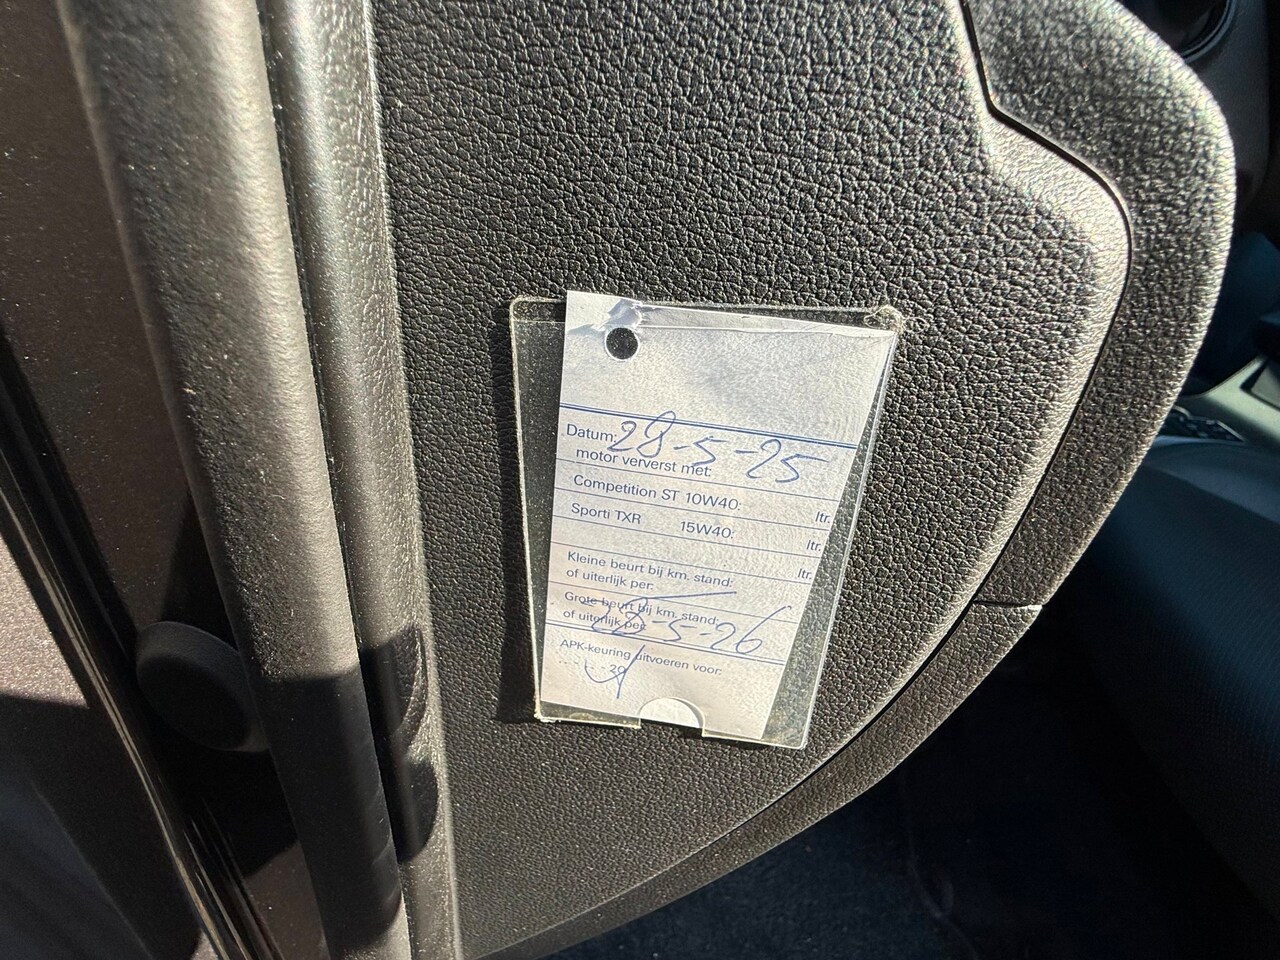 Datum: 28-5-25
motor ververst met:
Competition ST 10W40: ltr.
Sporti TXR 15W40: ltr.
ltr.
Kleine beurt bij km. stand:
of uiterlijk per:
Grote beurt bij km. stand:
of uiterlijk per: 28-5-26
APK-keuring uitvoeren voor:
20